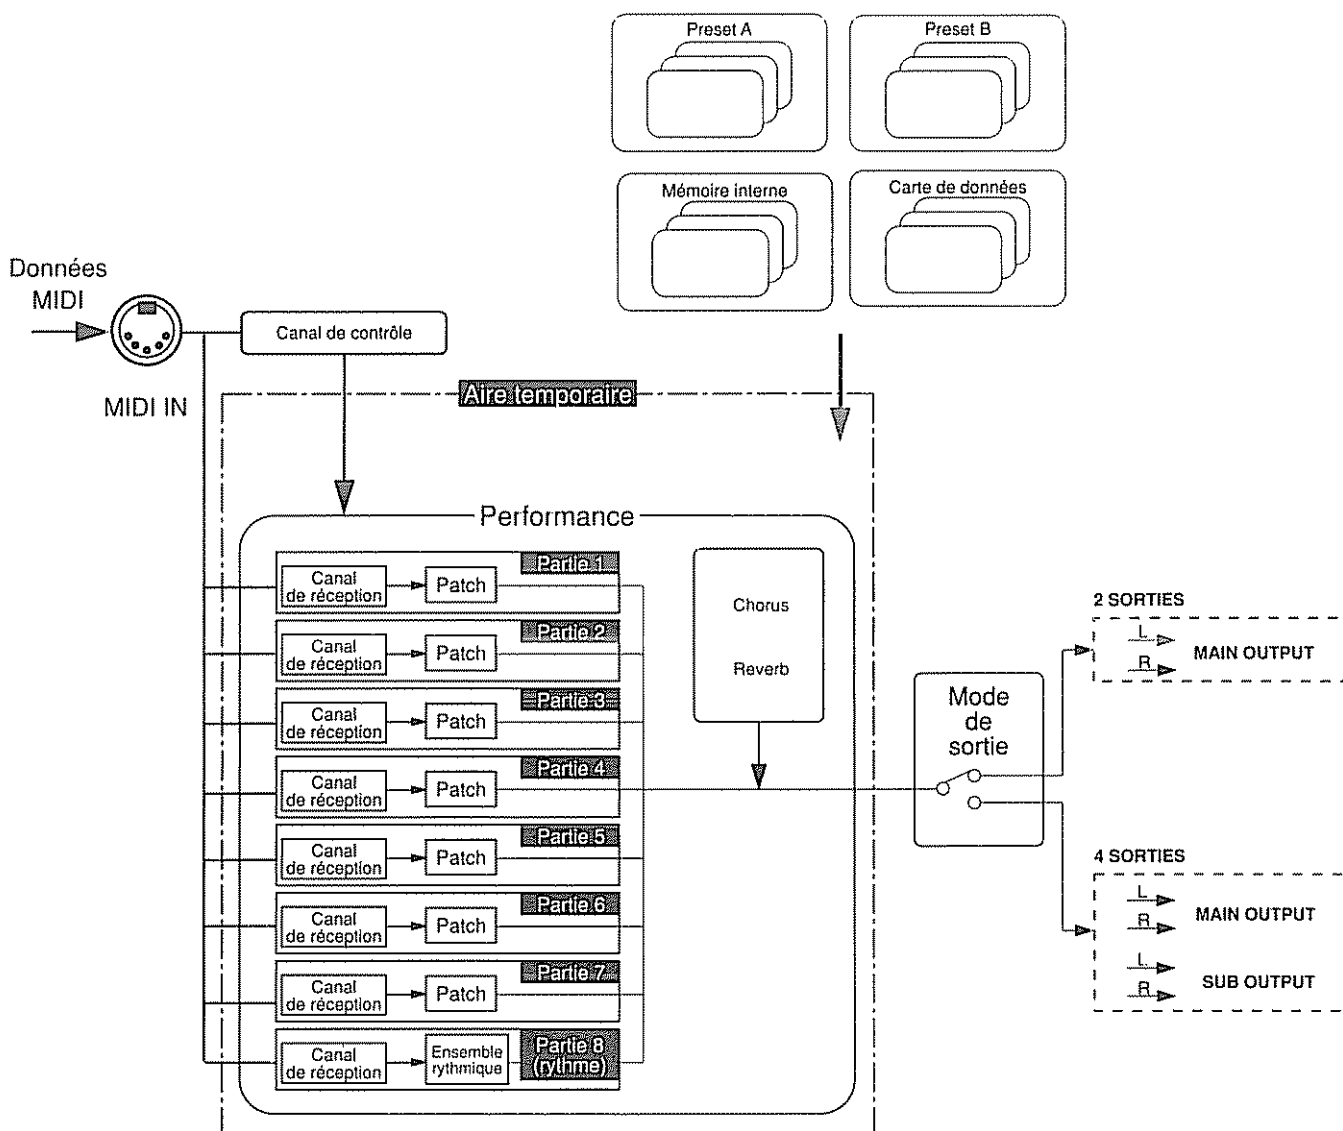 Preset A
Preset B
Mémoire interne
Carte de données
Données
MIDI
MIDI IN
Canal de contrôle
Aire temporaire
Performance
Partie 1
Canal
de réception
Patch
Partie 2
Canal
de réception
Patch
Partie 3
Canal
de réception
Patch
Partie 4
Canal
de réception
Patch
Partie 5
Canal
de réception
Patch
Partie 6
Canal
de réception
Patch
Partie 7
Canal
de réception
Patch
Partie 8
(rythme)
Canal
de réception
Ensemble
rythmique
Chorus
Reverb
Mode
de
sortie
2 SORTIES
L
R
MAIN OUTPUT
4 SORTIES
L
R
MAIN OUTPUT
L
R
SUB OUTPUT